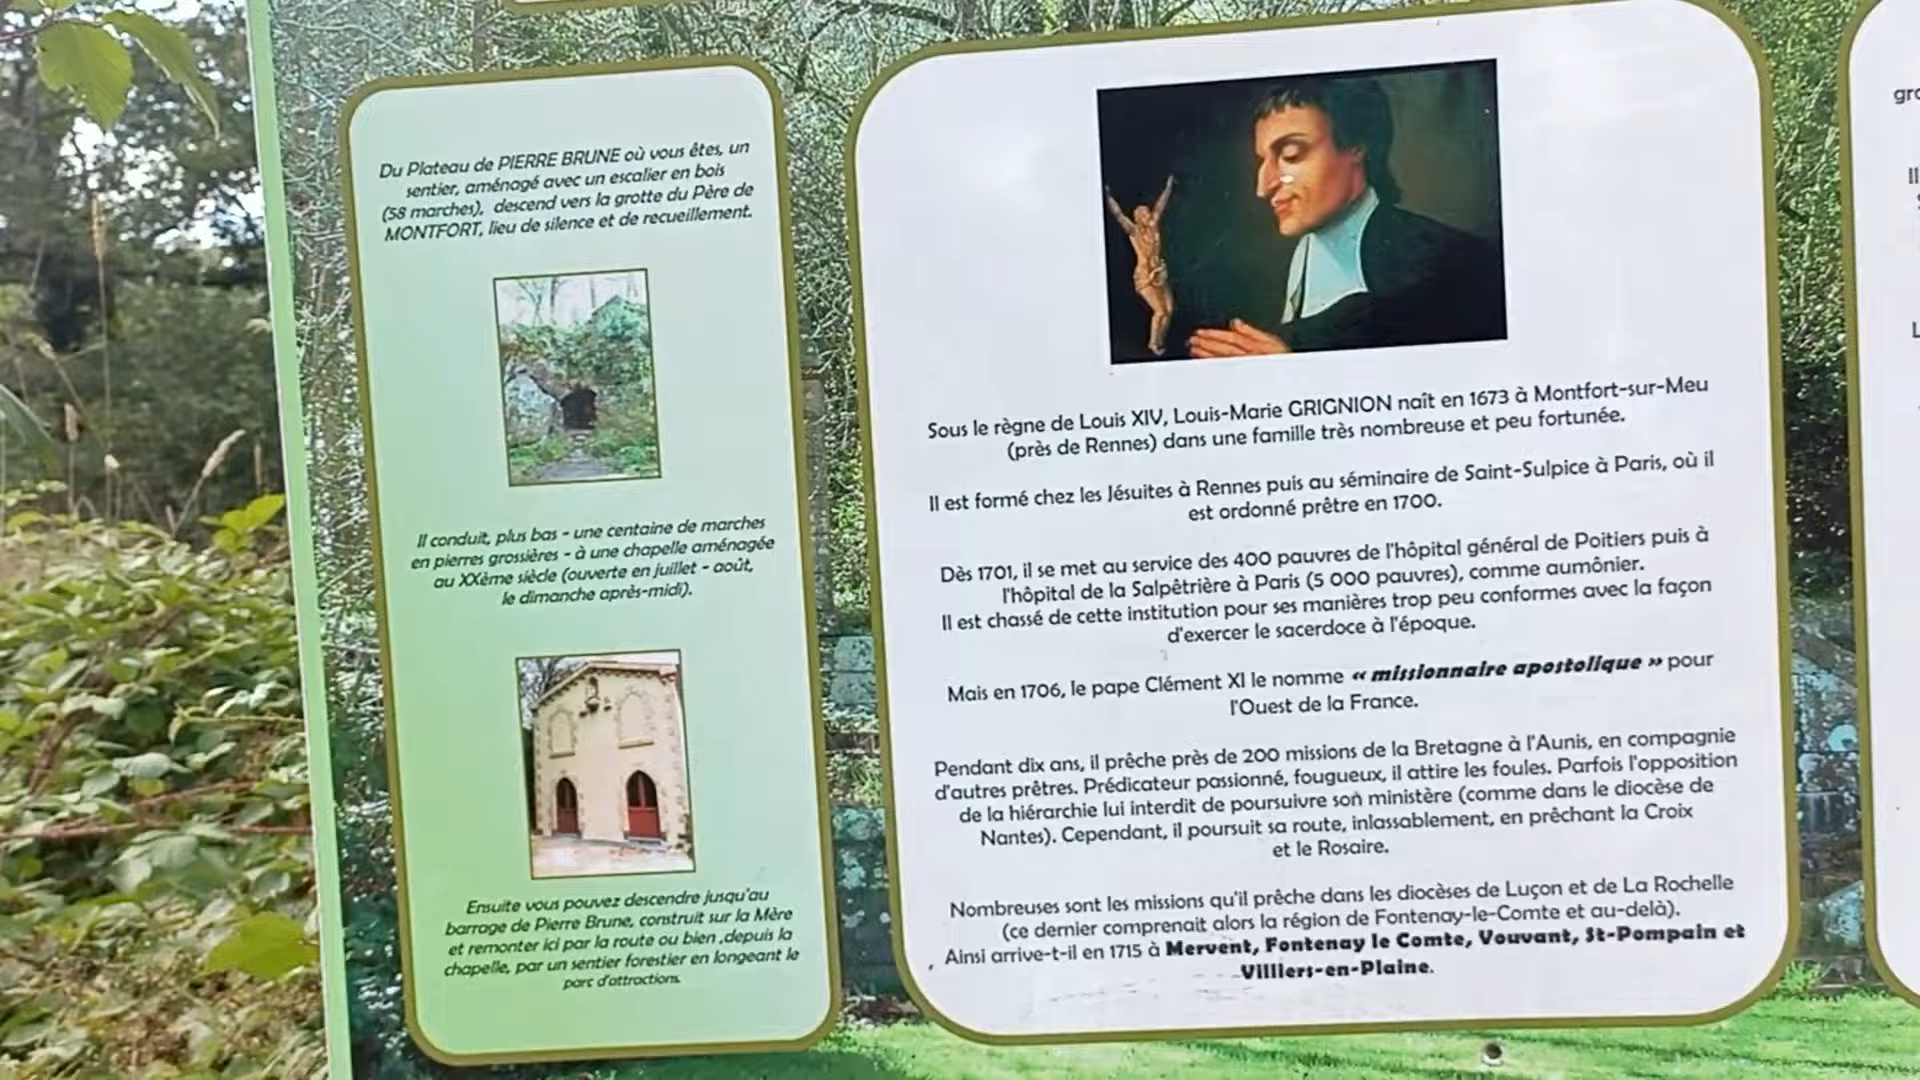 Du Plateau de PIERRE BRUNE où vous êtes, un
sentier, aménagé avec un escalier en bois
(58 marches), descend vers la grotte du Père de
MONTFORT, lieu de silence et de recueillement.
Il conduit, plus bas - une centaine de marches
en pierres grossières - à une chapelle aménagée
au XXème siècle (ouverte en juillet - août,
le dimanche après-midi).
Ensuite vous pouvez descendre jusqu'au
barrage de Pierre Brune, construit sur la Mère
et remonter ici par la route ou bien ,depuis la
chapelle, par un sentier forestier en longeant le
parc d'attractions.
Sous le règne de Louis XIV, Louis-Marie GRIGNION naît en 1673 à Montfort-sur-Meu
(près de Rennes) dans une famille très nombreuse et peu fortunée.
Il est formé chez les Jésuites à Rennes puis au séminaire de Saint-Sulpice à Paris, où il
est ordonné prêtre en 1700.
Dès 1701, il se met au service des 400 pauvres de l'hôpital général de Poitiers puis à
l'hôpital de la Salpêtrière à Paris (5 000 pauvres), comme aumônier.
Il est chassé de cette institution pour ses manières trop peu conformes avec la façon
d'exercer le sacerdoce à l'époque.
Mais en 1706, le pape Clément XI le nomme « missionnaire apostolique » pour
l'Ouest de la France.
Pendant dix ans, il prêche près de 200 missions de la Bretagne à l'Aunis, en compagnie
d'autres prêtres. Prédicateur passionné, fougueux, il attire les foules. Parfois l'opposition
de la hiérarchie lui interdit de poursuivre son ministère (comme dans le diocèse de
Nantes). Cependant, il poursuit sa route, inlassablement, en prêchant la Croix
et le Rosaire.
Nombreuses sont les missions qu'il prêche dans les diocèses de Luçon et de La Rochelle
(ce dernier comprenait alors la région de Fontenay-le-Comte et au-delà).
Ainsi arrive-t-il en 1715 à Mervent, Fontenay le Comte, Vouvant, St-Pompain et
Villiers-en-Plaine.
Il